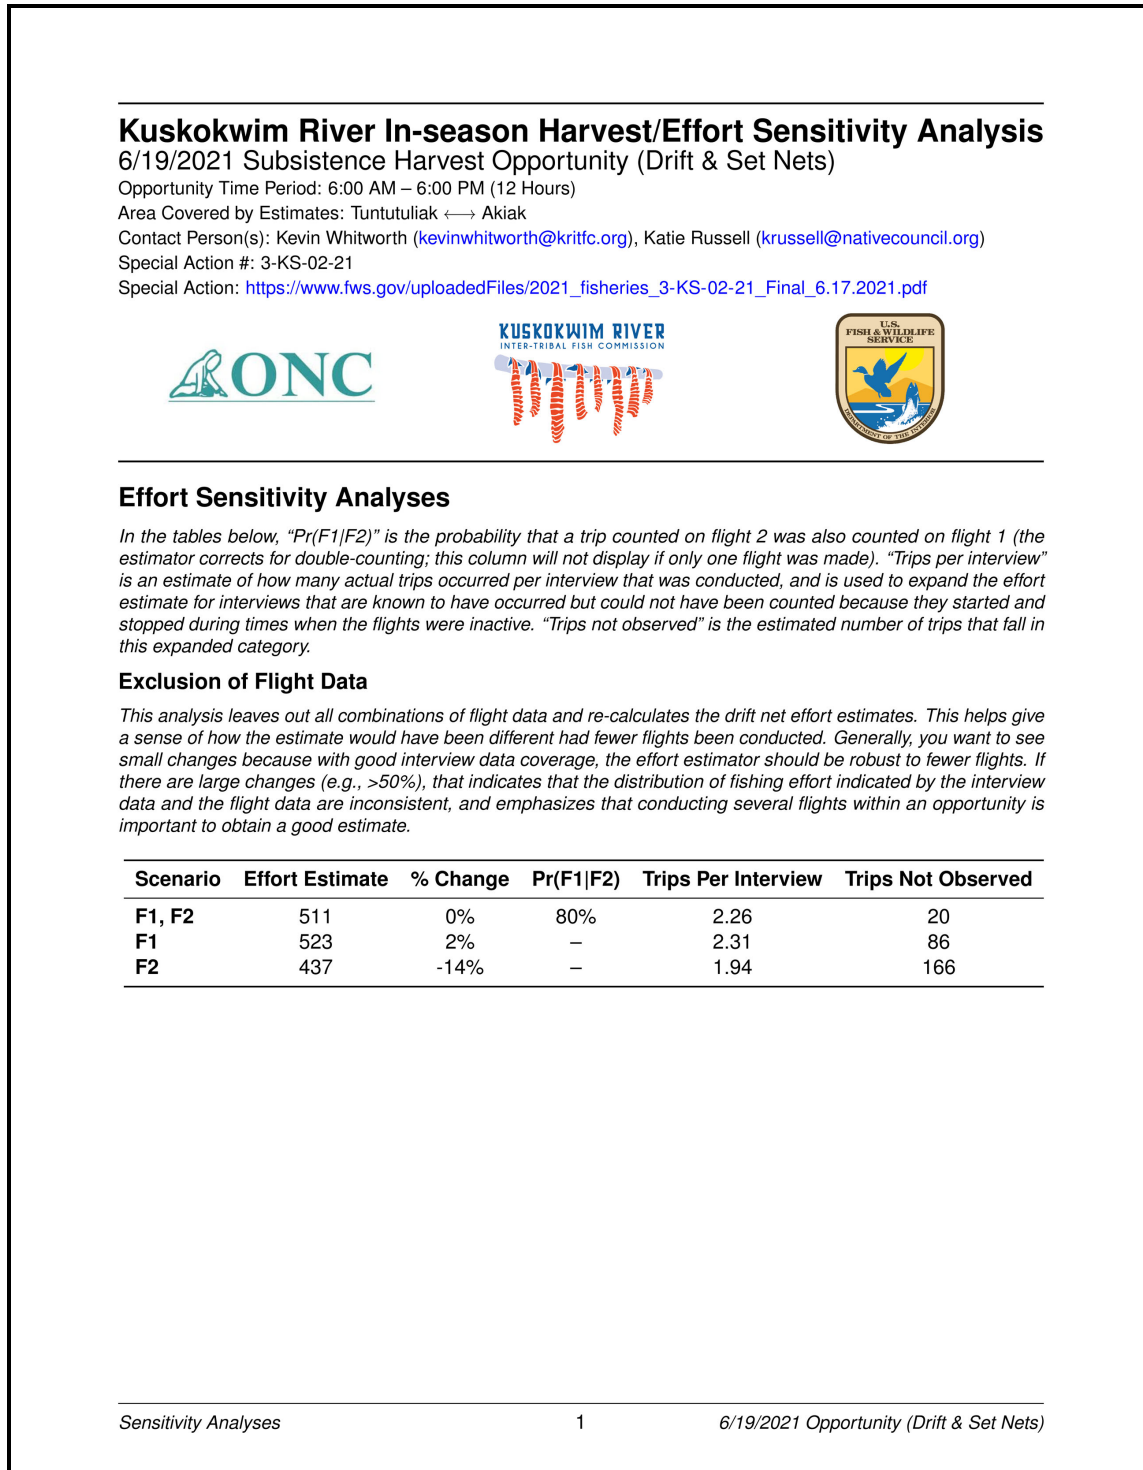 Kuskokwim River In-season Harvest/Effort Sensitivity Analysis
6/19/2021 Subsistence Harvest Opportunity (Drift & Set Nets)
Opportunity Time Period: 6:00 AM – 6:00 PM (12 Hours)
Area Covered by Estimates: Tuntutuliak ⟷ Akiak
Contact Person(s): Kevin Whitworth (kevinwhitworth@kritfc.org), Katie Russell (krussell@nativecouncil.org)
Special Action #: 3-KS-02-21
Special Action: https://www.fws.gov/uploadedFiles/2021_fisheries_3-KS-02-21_Final_6.17.2021.pdf
ONC
KUSKOKWIM RIVER
INTER-TRIBAL FISH COMMISSION
U.S.
FISH & WILDLIFE
SERVICE
DEPARTMENT OF THE INTERIOR
Effort Sensitivity Analyses
In the tables below, “Pr(F1|F2)” is the probability that a trip counted on flight 2 was also counted on flight 1 (the
estimator corrects for double-counting; this column will not display if only one flight was made). “Trips per interview”
is an estimate of how many actual trips occurred per interview that was conducted, and is used to expand the effort
estimate for interviews that are known to have occurred but could not have been counted because they started and
stopped during times when the flights were inactive. “Trips not observed” is the estimated number of trips that fall in
this expanded category.
Exclusion of Flight Data
This analysis leaves out all combinations of flight data and re-calculates the drift net effort estimates. This helps give
a sense of how the estimate would have been different had fewer flights been conducted. Generally, you want to see
small changes because with good interview data coverage, the effort estimator should be robust to fewer flights. If
there are large changes (e.g., >50%), that indicates that the distribution of fishing effort indicated by the interview
data and the flight data are inconsistent, and emphasizes that conducting several flights within an opportunity is
important to obtain a good estimate.
Scenario Effort Estimate % Change Pr(F1|F2) Trips Per Interview Trips Not Observed
F1, F2 511 0% 80% 2.26 20
F1 523 2% – 2.31 86
F2 437 -14% – 1.94 166
Sensitivity Analyses 1 6/19/2021 Opportunity (Drift & Set Nets)